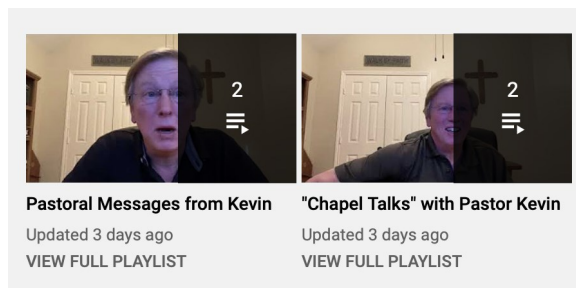 2
2
Pastoral Messages from Kevin
"Chapel Talks" with Pastor Kevin
Updated 3 days ago
Updated 3 days ago
VIEW FULL PLAYLIST
VIEW FULL PLAYLIST